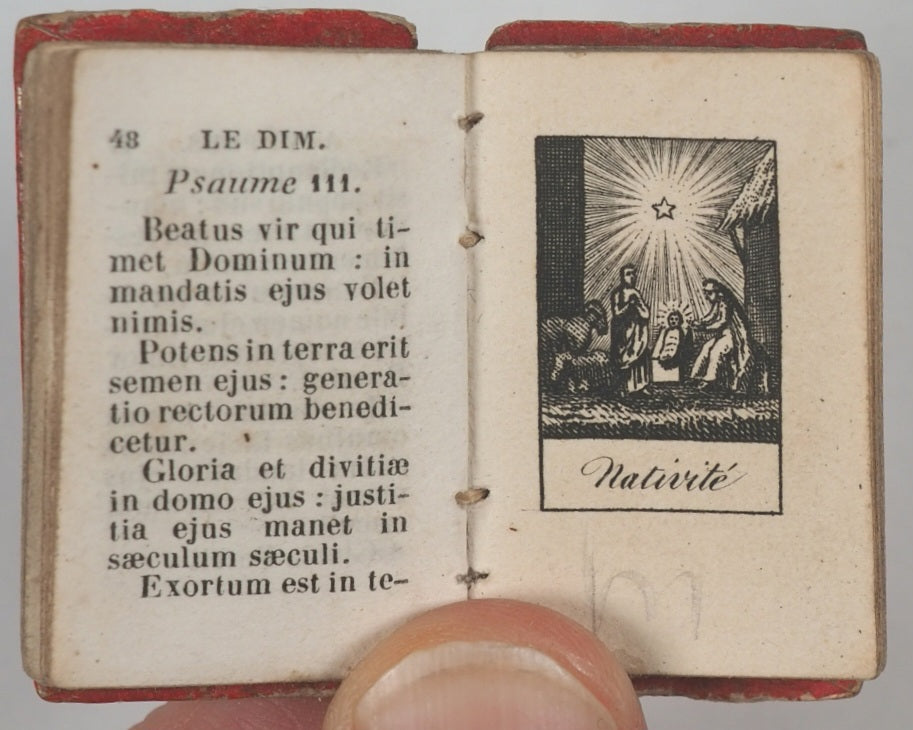 48 LE DIM.
Psaume 111.
Beatus vir qui ti-
met Dominum : in
mandatis ejus volet
nimis.
Potens in terra erit
semen ejus : genera-
tio rectorum benedi-
cetur.
Gloria et divitiæ
in domo ejus : justi-
tia ejus manet in
sæculum sæculi.
Exortum est in te-
Nativité